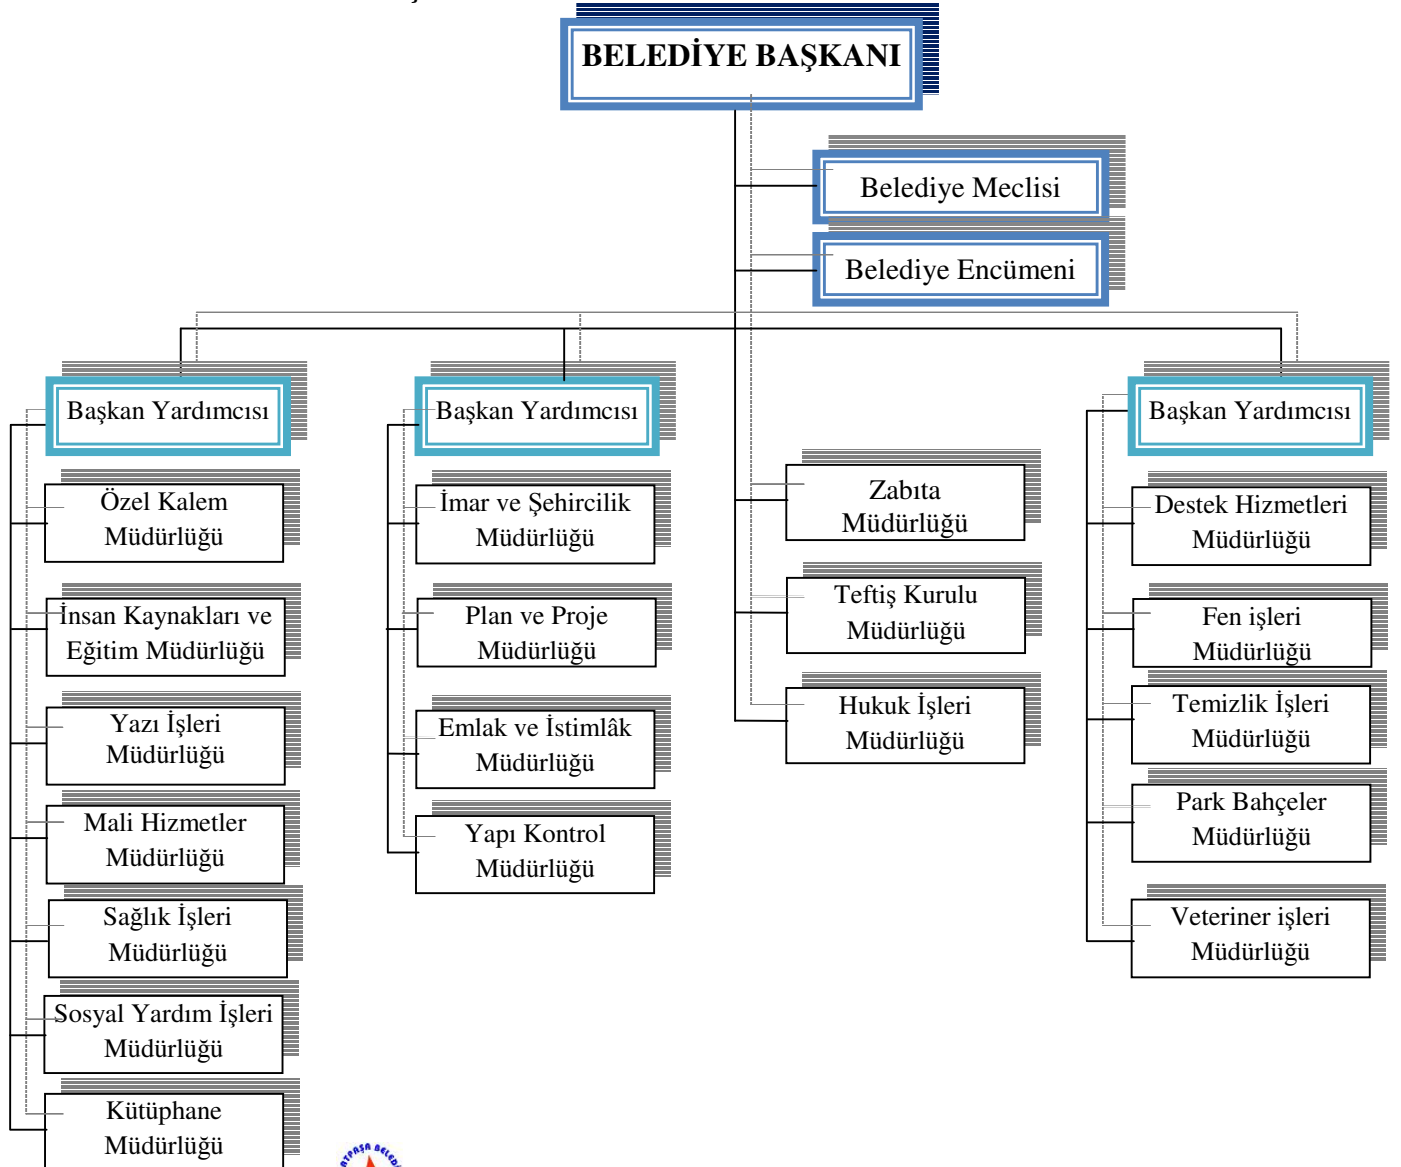 BELEDİYE BAŞKANI
Belediye Meclisi
Belediye Encümeni
Başkan Yardımcısı
Özel Kalem
Müdürlüğü
İnsan Kaynakları ve
Eğitim Müdürlüğü
Yazı İşleri
Müdürlüğü
Mali Hizmetler
Müdürlüğü
Sağlık İşleri
Müdürlüğü
Sosyal Yardım İşleri
Müdürlüğü
Kütüphane
Müdürlüğü
Başkan Yardımcısı
İmar ve Şehircilik
Müdürlüğü
Plan ve Proje
Müdürlüğü
Emlak ve İstimlâk
Müdürlüğü
Yapı Kontrol
Müdürlüğü
Zabıta
Müdürlüğü
Teftiş Kurulu
Müdürlüğü
Hukuk İşleri
Müdürlüğü
Başkan Yardımcısı
Destek Hizmetleri
Müdürlüğü
Fen işleri
Müdürlüğü
Temizlik İşleri
Müdürlüğü
Park Bahçeler
Müdürlüğü
Veteriner işleri
Müdürlüğü